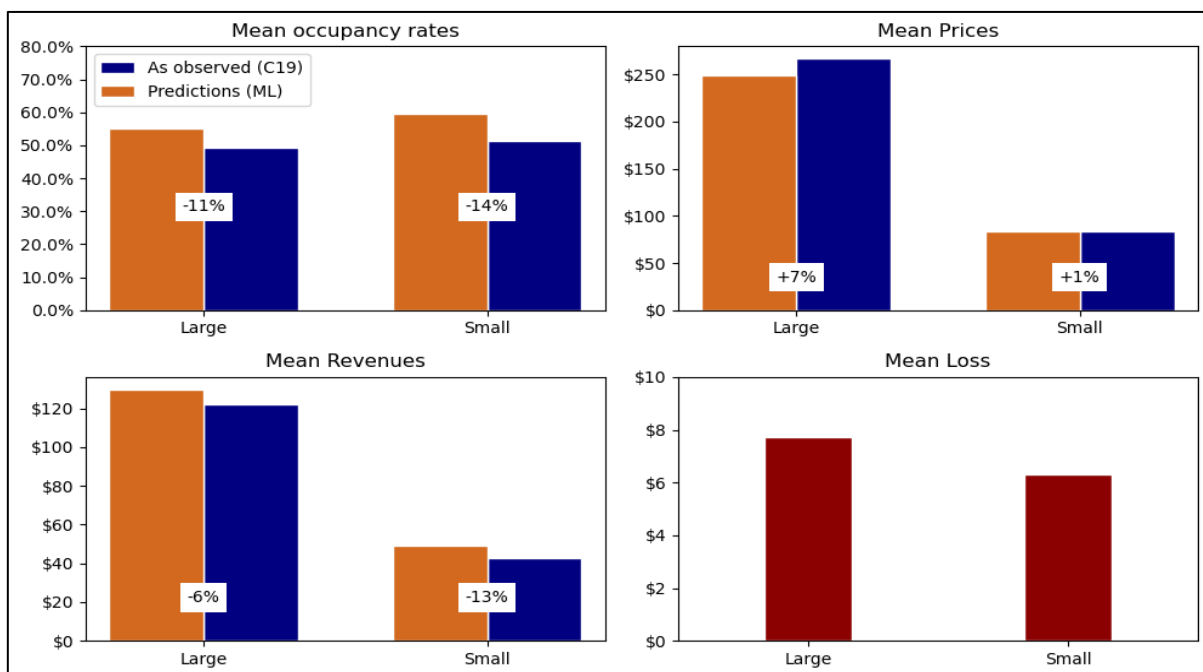 Mean occupancy rates
80.0%
70.0%
60.0%
50.0%
40.0%
30.0%
20.0%
10.0%
0.0%
As observed (C19)
Predictions (ML)
-11%
-14%
Large
Small
Mean Prices
$250
$200
$150
$100
$50
$0
+7%
+1%
Large
Small
Mean Revenues
$120
$100
$80
$60
$40
$20
$0
-6%
-13%
Large
Small
Mean Loss
$10
$8
$6
$4
$2
$0
Large
Small